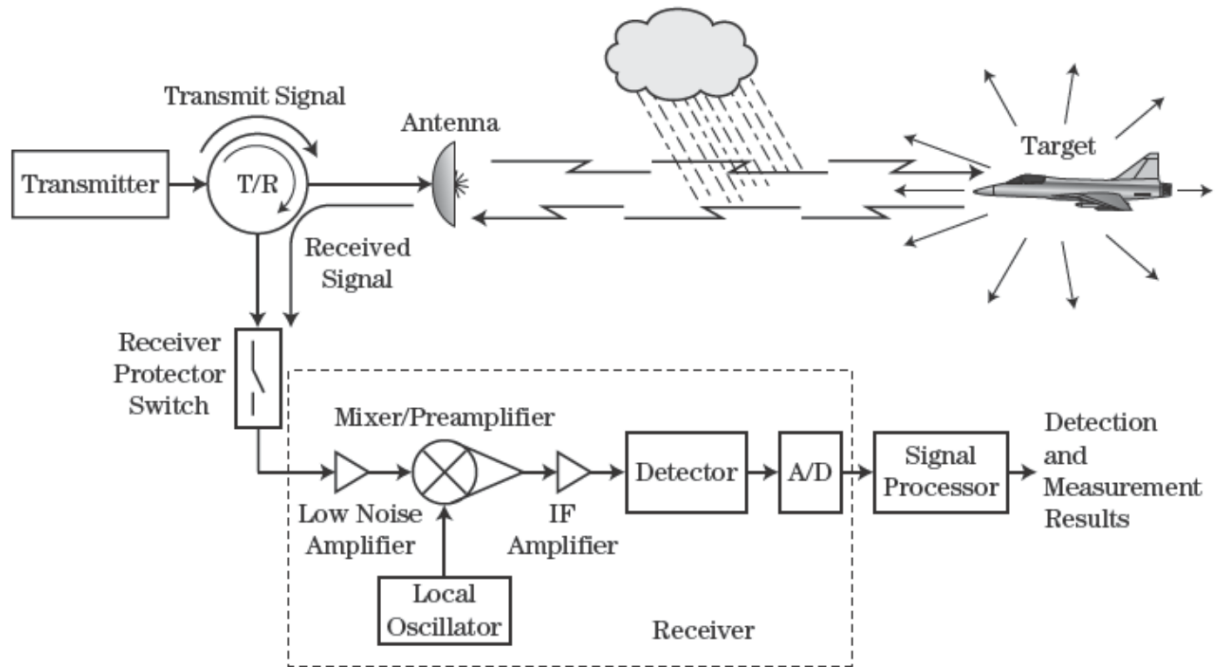 Transmit Signal
Antenna
Target
Transmitter
T/R
Received
Signal
Receiver
Protector
Switch
Mixer/Preamplifier
Detector
A/D
Signal
Processor
Detection
and
Measurement
Results
Low Noise
Amplifier
IF
Amplifier
Local
Oscillator
Receiver